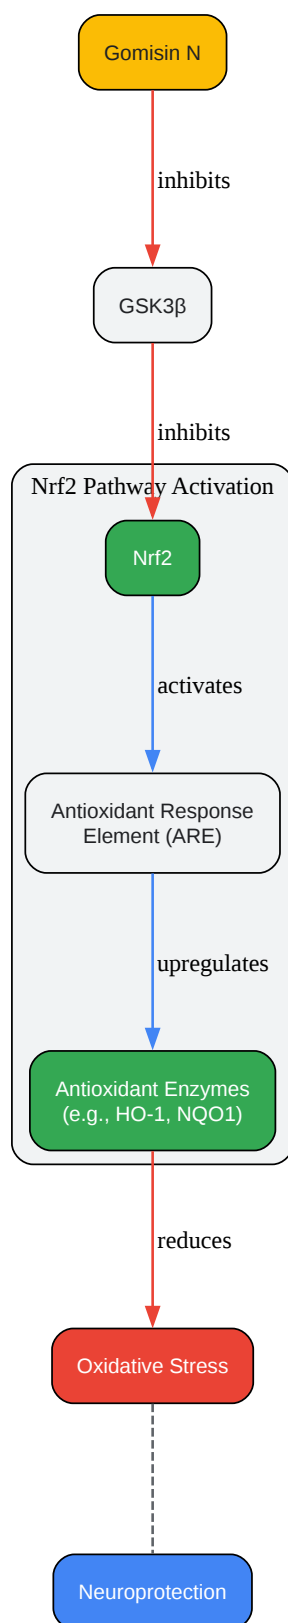 Gomisin N
inhibits
GSK3β
inhibits
Nrf2 Pathway Activation
Nrf2
activates
Antioxidant Response
Element (ARE)
upregulates
Antioxidant Enzymes
(e.g., HO-1, NQO1)
reduces
Oxidative Stress
Neuroprotection